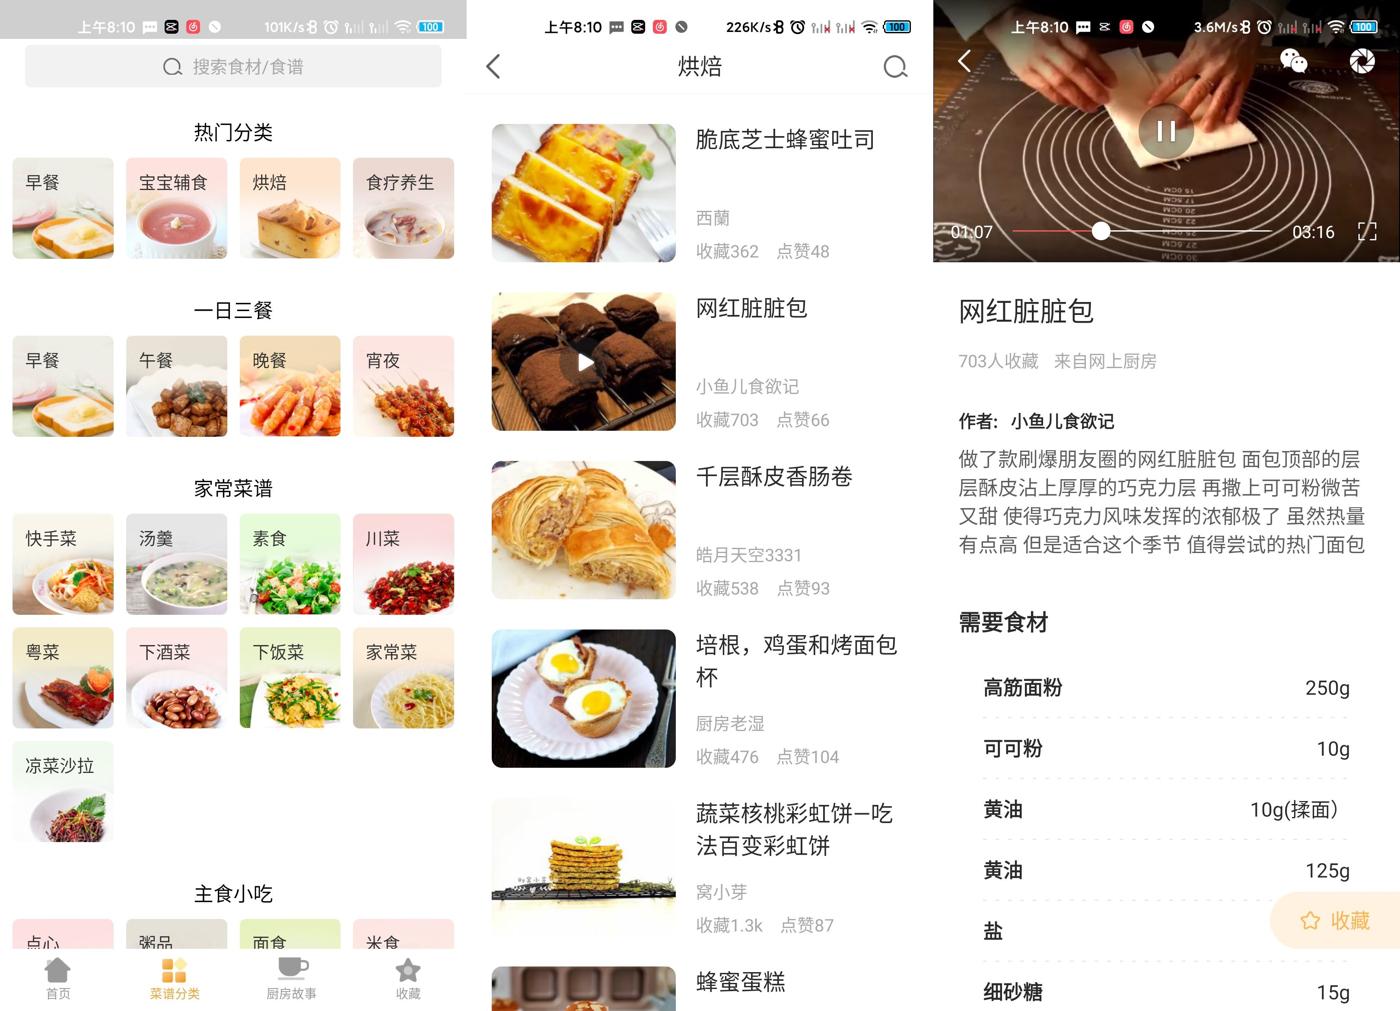 上午8:10
101K/s
100
搜索食材/食谱
热门分类
早餐
宝宝辅食
烘焙
食疗养生
一日三餐
早餐
午餐
晚餐
宵夜
家常菜谱
快手菜
汤羹
素食
川菜
粤菜
下酒菜
下饭菜
家常菜
凉菜沙拉
主食小吃
点心
粥品
面食
米食
首页
菜谱分类
厨房故事
收藏
上午8:10
226K/s
100
烘焙
脆底芝士蜂蜜吐司
西蘭
收藏362 点赞48
网红脏脏包
小鱼儿食欲记
收藏703 点赞66
千层酥皮香肠卷
皓月天空3331
收藏538 点赞93
培根，鸡蛋和烤面包
杯
厨房老湿
收藏476 点赞104
蔬菜核桃彩虹饼—吃
法百变彩虹饼
窝小芽
收藏1.3k 点赞87
蜂蜜蛋糕
上午8:10
3.6M/s
100
15.0CM
17.5CM
20.0CM
22.5CM
25.0CM
27.5CM
30.0CM
01:07
03:16
网红脏脏包
703人收藏 来自网上厨房
作者: 小鱼儿食欲记
做了款刷爆朋友圈的网红脏脏包 面包顶部的层
层酥皮沾上厚厚的巧克力层 再撒上可可粉微苦
又甜 使得巧克力风味发挥的浓郁极了 虽然热量
有点高 但是适合这个季节 值得尝试的热门面包
需要食材
高筋面粉 250g
可可粉 10g
黄油 10g(揉面）
黄油 125g
盐
收藏
细砂糖 15g